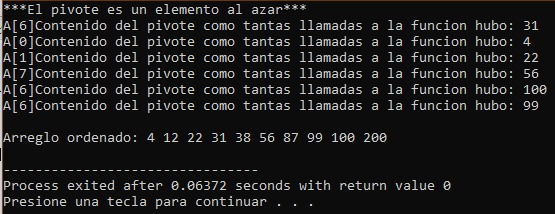 ***El pivote es un elemento al azan***
A[6]Contenido del pivote como tantas llamadas a la funcion hubo: 31
A[0]Contenido del pivote como tantas llamadas a la funcion hubo: 4
A[1]Contenido del pivote como tantas llamadas a la funcion hubo: 22
A[7]Contenido del pivote como tantas llamadas a la funcion hubo: 56
A[6]Contenido del pivote como tantas llamadas a la funcion hubo: 100
A[6]Contenido del pivote como tantas llamadas a la funcion hubo: 99
Arreglo ordenado: 4 12 22 31 38 56 87 99 100 200
--------------------------------
Process exited after 0.06372 seconds with return value 0
Presione una tecla para continuar . . .